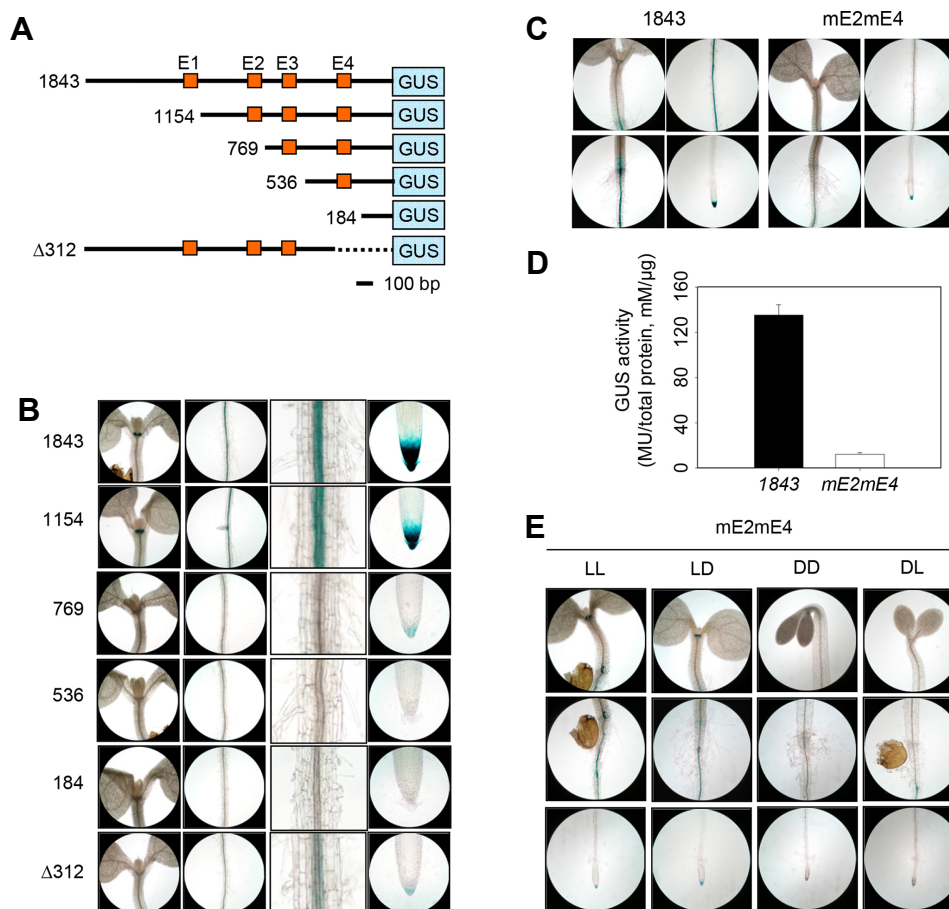 A
E1 E2 E3 E4
1843 GUS
1154 GUS
769 GUS
536 GUS
184 GUS
Δ312 GUS
100 bp
B
1843
1154
769
536
184
Δ312
C
1843 mE2mE4
D
GUS activity
(MU/total protein, mM/µg)
160
120
80
40
0
1843 mE2mE4
E
mE2mE4
LL LD DD DL